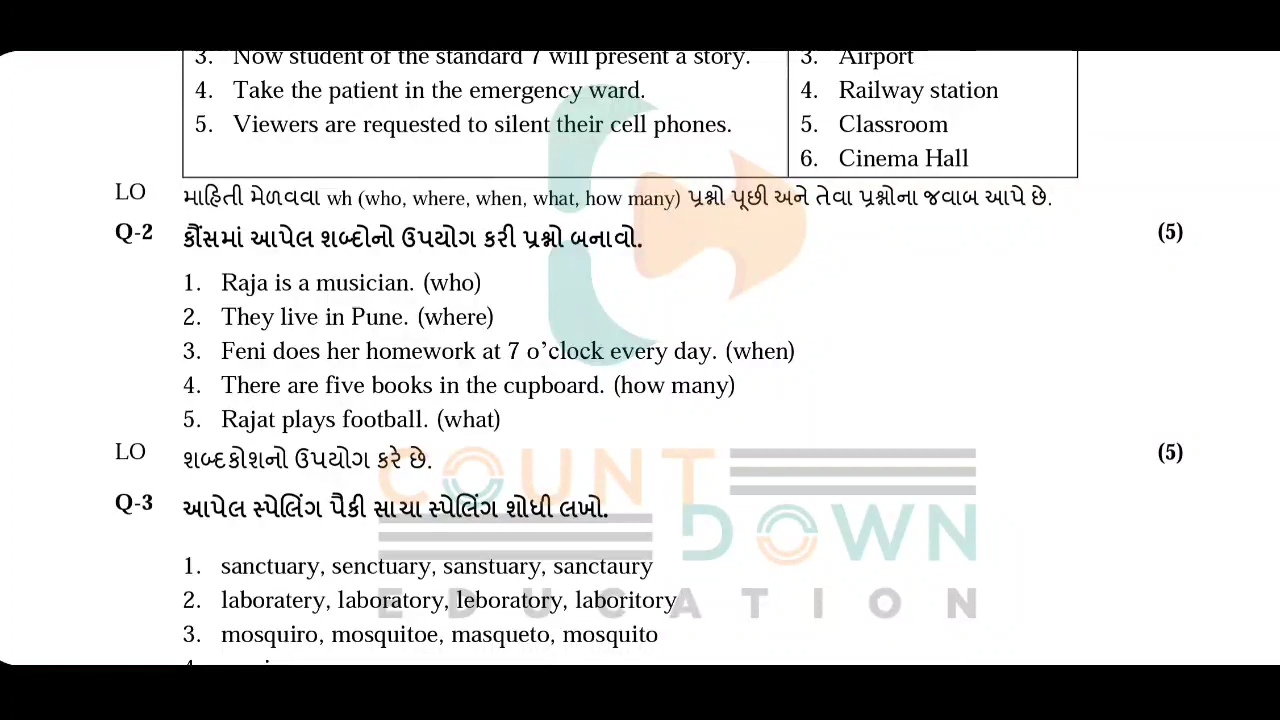 3. Now student of the standard 7 will present a story. 3. Airport
4. Take the patient in the emergency ward. 4. Railway station
5. Viewers are requested to silent their cell phones. 5. Classroom
6. Cinema Hall
LO માહિતી મેળવવા wh (who, where, when, what, how many) પ્રશ્નો પૂછી અને તેવા પ્રશ્નોના જવાબ આપે છે.
Q-2 કૌંસમાં આપેલ શબ્દોનો ઉપયોગ કરી પ્રશ્નો બનાવો. (5)
1. Raja is a musician. (who)
2. They live in Pune. (where)
3. Feni does her homework at 7 o’clock every day. (when)
4. There are five books in the cupboard. (how many)
5. Rajat plays football. (what)
LO શબ્દકોશનો ઉપયોગ કરે છે. (5)
Q-3 આપેલ સ્પેલિંગ પૈકી સાચા સ્પેલિંગ શોધી લખો.
1. sanctuary, senctuary, sanstuary, sanctaury
2. laboratery, laboratory, leboratory, laboritory
3. mosquiro, mosquitoe, masqueto, mosquito
COUNT
DOWN
EDUCATION